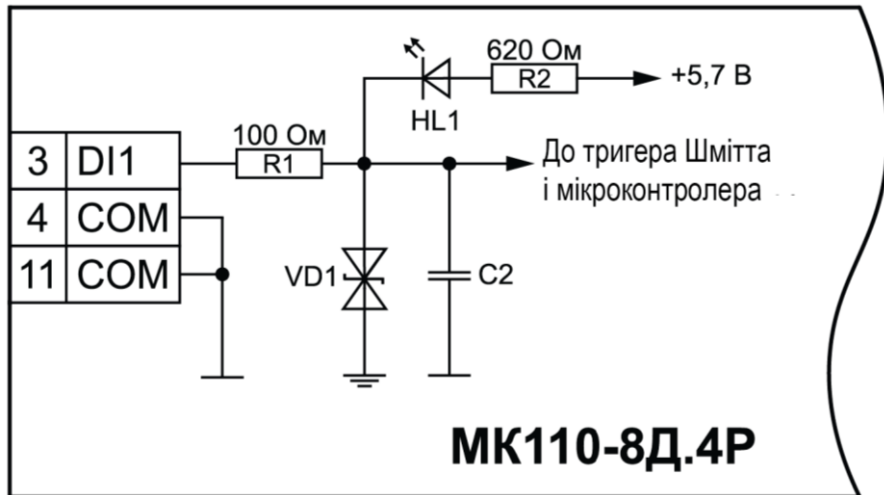 620 Ом
R2
+5,7 В
HL1
100 Ом
3 DI1
R1
До тригера Шмітта
і мікроконтролера
4 COM
11 COM
VD1
C2
МК110-8Д.4Р